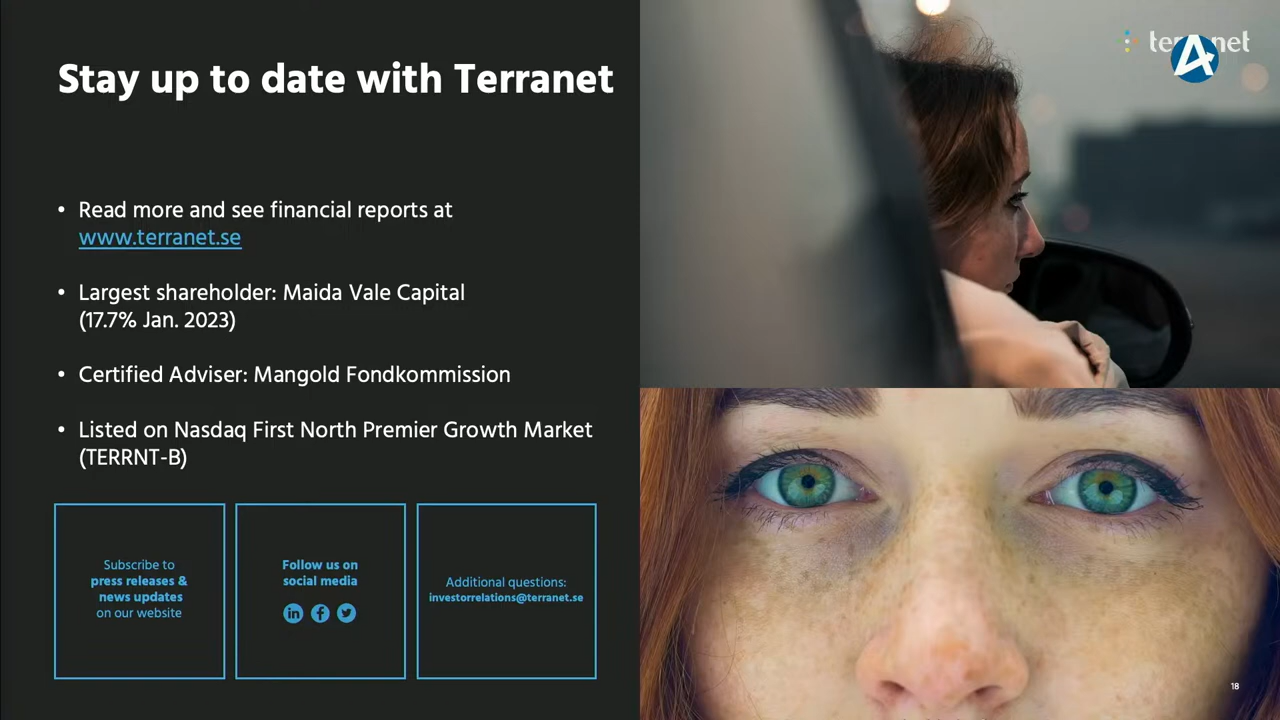 Stay up to date with Terranet
• Read more and see financial reports at
www.terranet.se
• Largest shareholder: Maida Vale Capital
(17.7% Jan. 2023)
• Certified Adviser: Mangold Fondkommission
• Listed on Nasdaq First North Premier Growth Market
(TERRNT-B)
Subscribe to
press releases &
news updates
on our website
Follow us on
social media
in f
Additional questions:
investorrelations@terranet.se
18